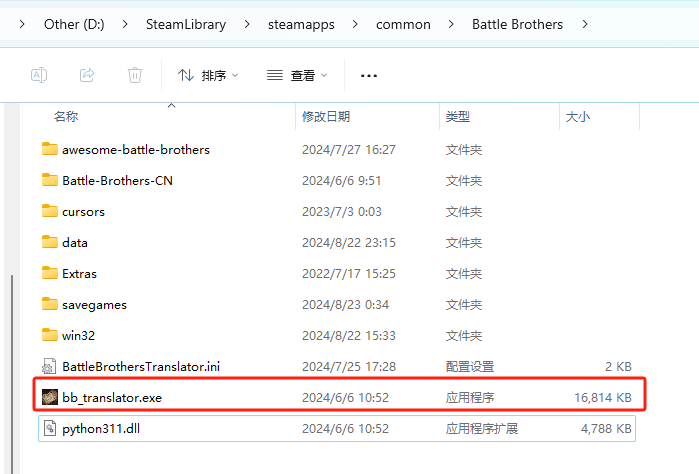 Other (D:) > SteamLibrary > steamapps > common > Battle Brothers >
排序 查看 ...
名称 修改日期 类型 大小
awesome-battle-brothers 2024/7/27 16:27 文件夹
Battle-Brothers-CN 2024/6/6 9:51 文件夹
cursors 2023/7/3 0:03 文件夹
data 2024/8/22 23:15 文件夹
Extras 2022/7/17 15:25 文件夹
savegames 2024/8/23 0:34 文件夹
win32 2024/8/22 15:33 文件夹
BattleBrothersTranslator.ini 2024/7/25 17:28 配置设置 2 KB
bb_translator.exe 2024/6/6 10:52 应用程序 16,814 KB
python311.dll 2024/6/6 10:52 应用程序扩展 4,788 KB